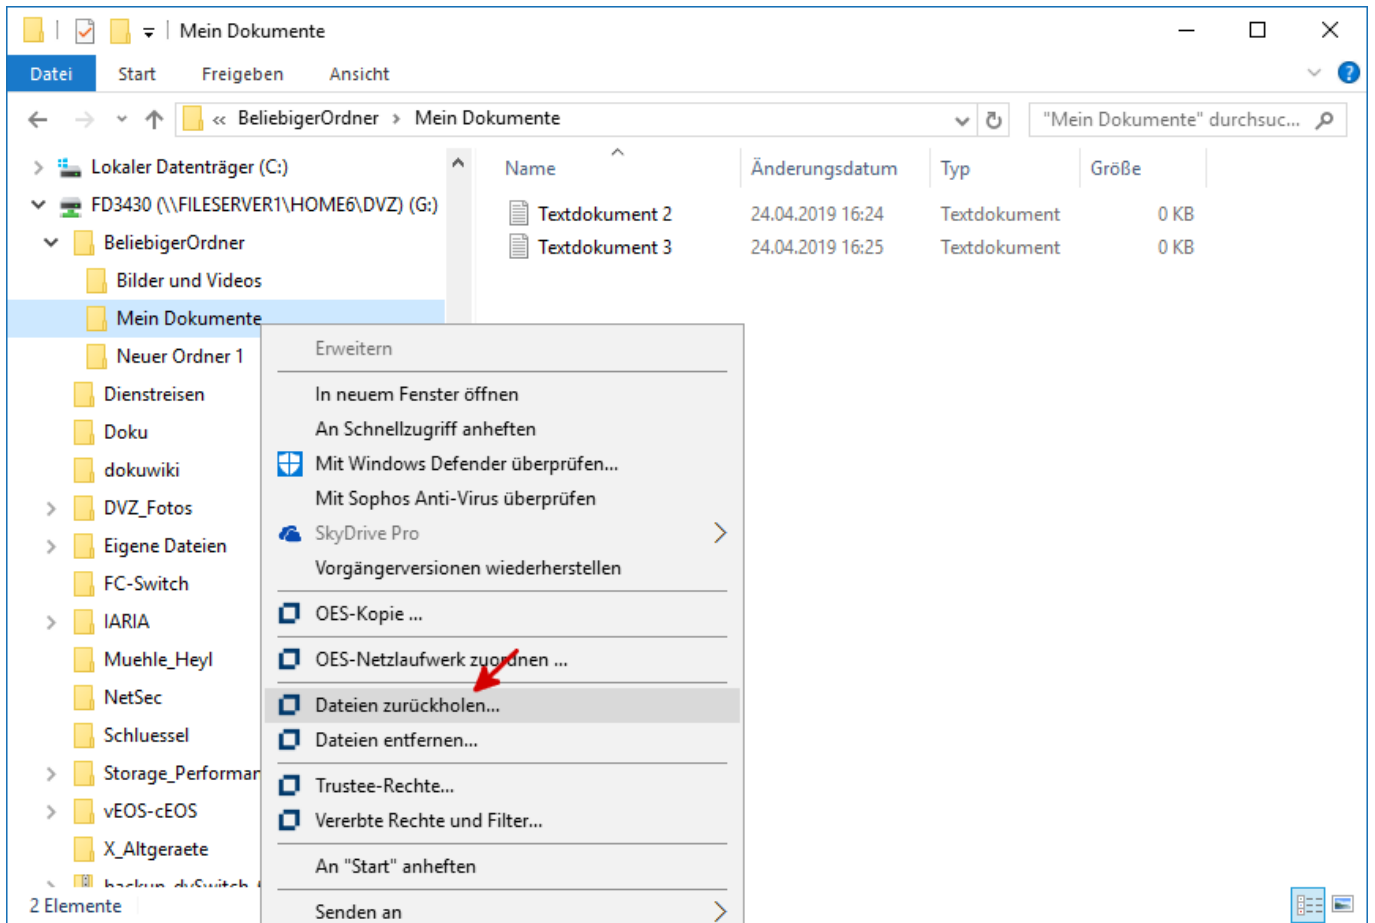 Mein Dokumente
Datei Start Freigeben Ansicht
« BeliebigerOrdner > Mein Dokumente
"Mein Dokumente" durchsuc...
Name Änderungsdatum Typ Größe
Textdokument 2 24.04.2019 16:24 Textdokument 0 KB
Textdokument 3 24.04.2019 16:25 Textdokument 0 KB
Lokaler Datenträger (C:)
FD3430 (\\FILESERVER1\HOME6\DVZ) (G:)
BeliebigerOrdner
Bilder und Videos
Mein Dokumente
Neuer Ordner 1
Dienstreisen
Doku
dokuwiki
DVZ_Fotos
Eigene Dateien
FC-Switch
IARIA
Muehle_Heyl
NetSec
Schluessel
Storage_Performan
vEOS-cEOS
X_Altgeraete
2 Elemente
Erweitern
In neuem Fenster öffnen
An Schnellzugriff anheften
Mit Windows Defender überprüfen...
Mit Sophos Anti-Virus überprüfen
SkyDrive Pro
Vorgängerversionen wiederherstellen
OES-Kopie ...
OES-Netzlaufwerk zuordnen ...
Dateien zurückholen...
Dateien entfernen...
Trustee-Rechte...
Vererbte Rechte und Filter...
An "Start" anheften
Senden an